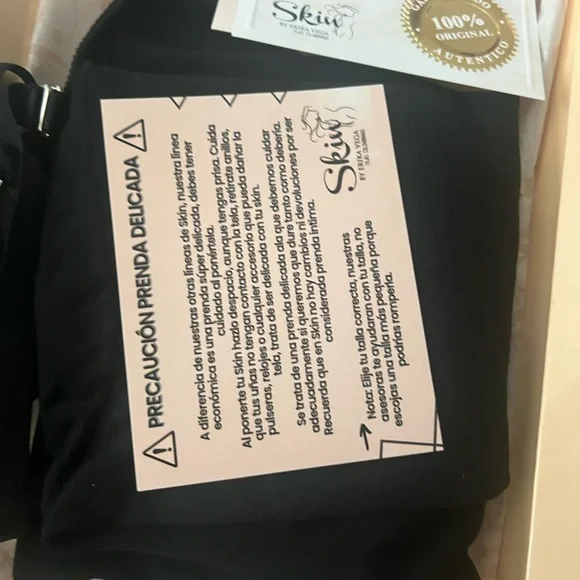 Skin
BY ERIKA VEGA
100%
ORIGINAL
AUTENTICO
PRECAUCIÓN PRENDA DELICADA
A diferencia de nuestras otras líneas de Skin, nuestra línea
económica es una prenda súper delicada, debes tener
cuidado al ponértela.
Al ponerte tu Skin hazlo despacio, aunque tengas prisa. Cuida
que tus uñas no tengan contacto con la tela, retírate anillos,
pulseras, relojes o cualquier accesorio que pueda dañar la
tela, trata de ser delicada con tu skin.
Se trata de una prenda delicada ala que debemos cuidar
adecuadamente si queremos que dure tanto como debería.
Recuerda que en Skin no hay cambios ni devoluciones por ser
considerada prenda íntima.
Skin
BY ERIKA VEGA
Nota: Elije tu talla correcta, nuestras
asesoras te ayudaran con tu talla, no
escojas una talla más pequeña porque
podrías romperla.